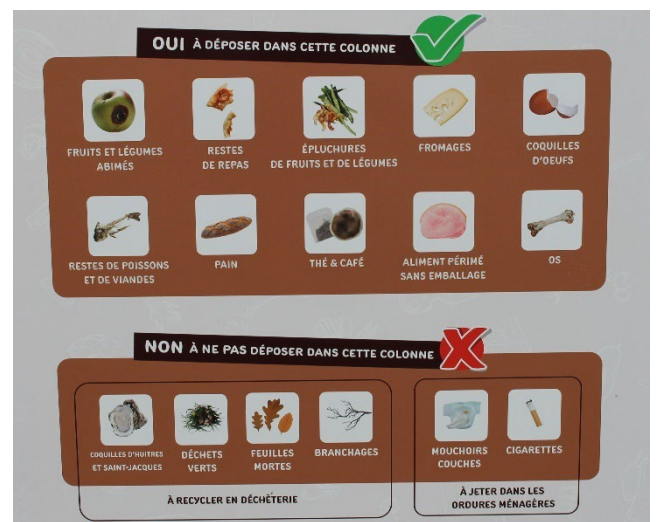 OUI À DÉPOSER DANS CETTE COLONNE
FRUITS ET LÉGUMES
ABIMÉS
RESTES
DE REPAS
ÉPLUCHURES
DE FRUITS ET DE LÉGUMES
FROMAGES
COQUILLES
D'OEUFS
RESTES DE POISSONS
ET DE VIANDES
PAIN
THÉ & CAFÉ
ALIMENT PÉRIMÉ
SANS EMBALLAGE
OS
NON À NE PAS DÉPOSER DANS CETTE COLONNE
COQUILLES D'HUITRES
ET SAINT-JACQUES
DÉCHETS
VERTS
FEUILLES
MORTES
BRANCHAGES
À RECYCLER EN DÉCHÈTERIE
MOUCHOIRS
COUCHES
CIGARETTES
À JETER DANS LES
ORDURES MÉNAGÈRES